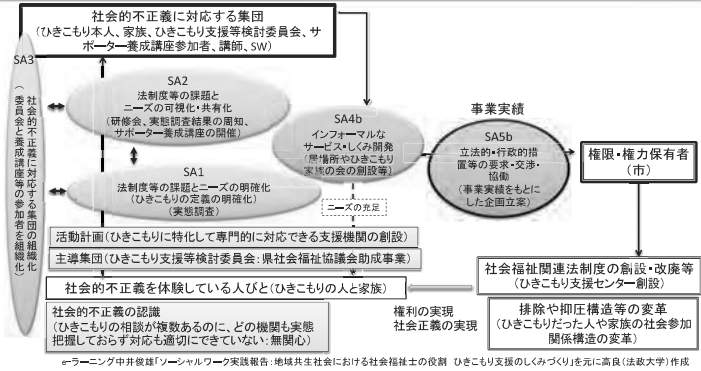 社会的不正義に対応する集団
(ひきこもり本人、家族、ひきこもり支援等検討委員会、サ
ポーター養成講座参加者、講師、SW)
SA3
社会的不正義に対応する集団の組織化
(委員会と養成講座等の参加者を組織化)
SA2
法制度等の課題と
ニーズの可視化・共有化
(研修会、実態調査結果の周知、
サポーター養成講座の開催)
SA1
法制度等の課題とニーズの明確化
(ひきこもりの定義の明確化)
(実態調査)
SA4b
インフォーマルな
サービス・しくみ開発
(居場所やひきこもり
家族の会の創設等)
ニーズの充足
事業実績
SA5b
立法的・行政的措
置等の要求・交渉・
協働
(事業実績をもとに
した企画立案)
権限・権力保有者
(市)
活動計画(ひきこもりに特化して専門的に対応できる支援機関の創設)
主導集団(ひきこもり支援等検討委員会:県社会福祉協議会助成事業)
社会的不正義を体験している人びと(ひきこもりの人と家族)
社会的不正義の認識
(ひきこもりの相談が複数あるのに、どの機関も実態
把握しておらず対応も適切にできていない:無関心)
権利の実現
社会正義の実現
社会福祉関連法制度の創設・改廃等
(ひきこもり支援センター創設)
排除や抑圧構造等の変革
(ひきこもりだった人や家族の社会参加
関係構造の変革)
e-ラーニング中井俊雄「ソーシャルワーク実践報告:地域共生社会における社会福祉士の役割 ひきこもり支援のしくみづくり」を元に高良(法政大学)作成